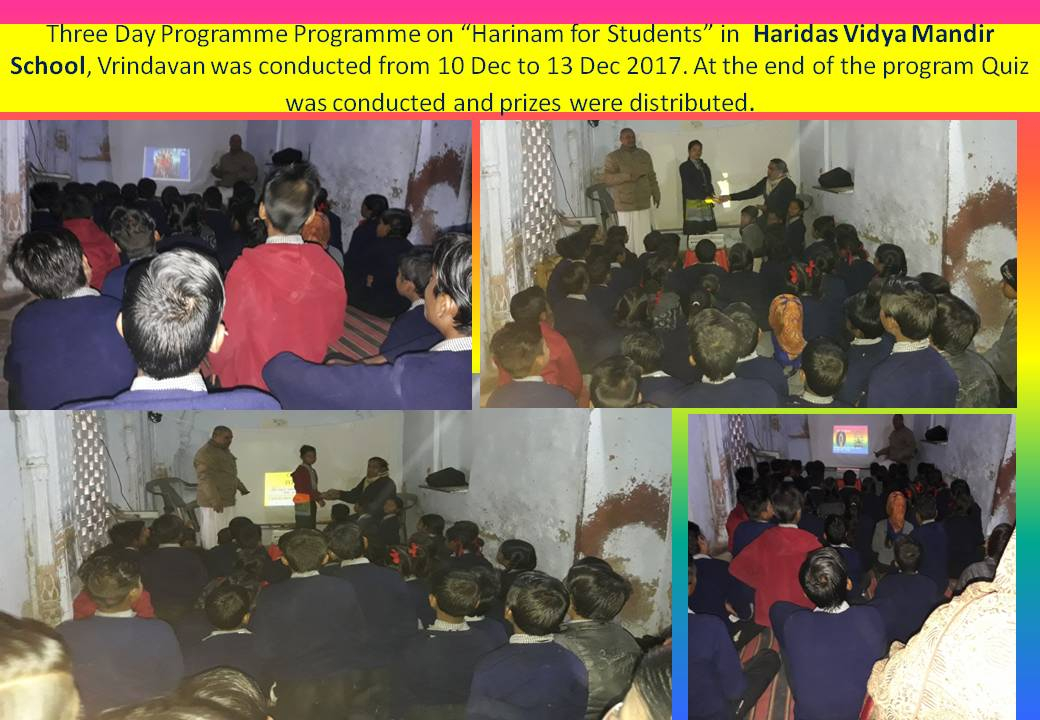 Three Day Programme Programme on “Harinam for Students” in Haridas Vidya Mandir
School, Vrindavan was conducted from 10 Dec to 13 Dec 2017. At the end of the program Quiz
was conducted and prizes were distributed.